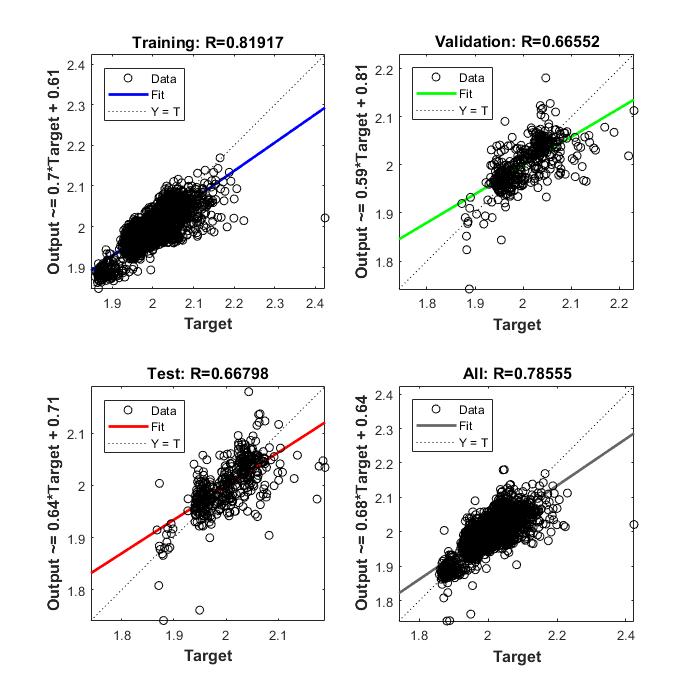 Training: R=0.81917
Output ~= 0.7*Target + 0.61
2.4
2.3
2.2
2.1
2
1.9
Data
Fit
Y = T
1.9
2
2.1
2.2
2.3
2.4
Target
Validation: R=0.66552
Output ~= 0.59*Target + 0.81
2.2
2.1
2
1.9
1.8
Data
Fit
Y = T
1.8
1.9
2
2.1
2.2
Target
Test: R=0.66798
Output ~= 0.64*Target + 0.71
2.1
2
1.9
1.8
Data
Fit
Y = T
1.8
1.9
2
2.1
Target
All: R=0.78555
Output ~= 0.68*Target + 0.64
2.4
2.3
2.2
2.1
2
1.9
1.8
Data
Fit
Y = T
1.8
2
2.2
2.4
Target